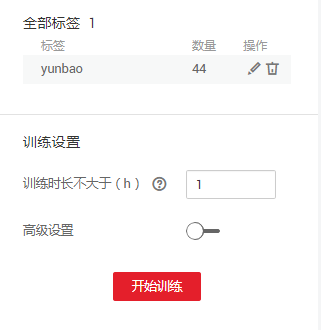 全部标签 1
标签 数量 操作
yunbao 44
训练设置
训练时长不大于（h） ? 1
高级设置
开始训练